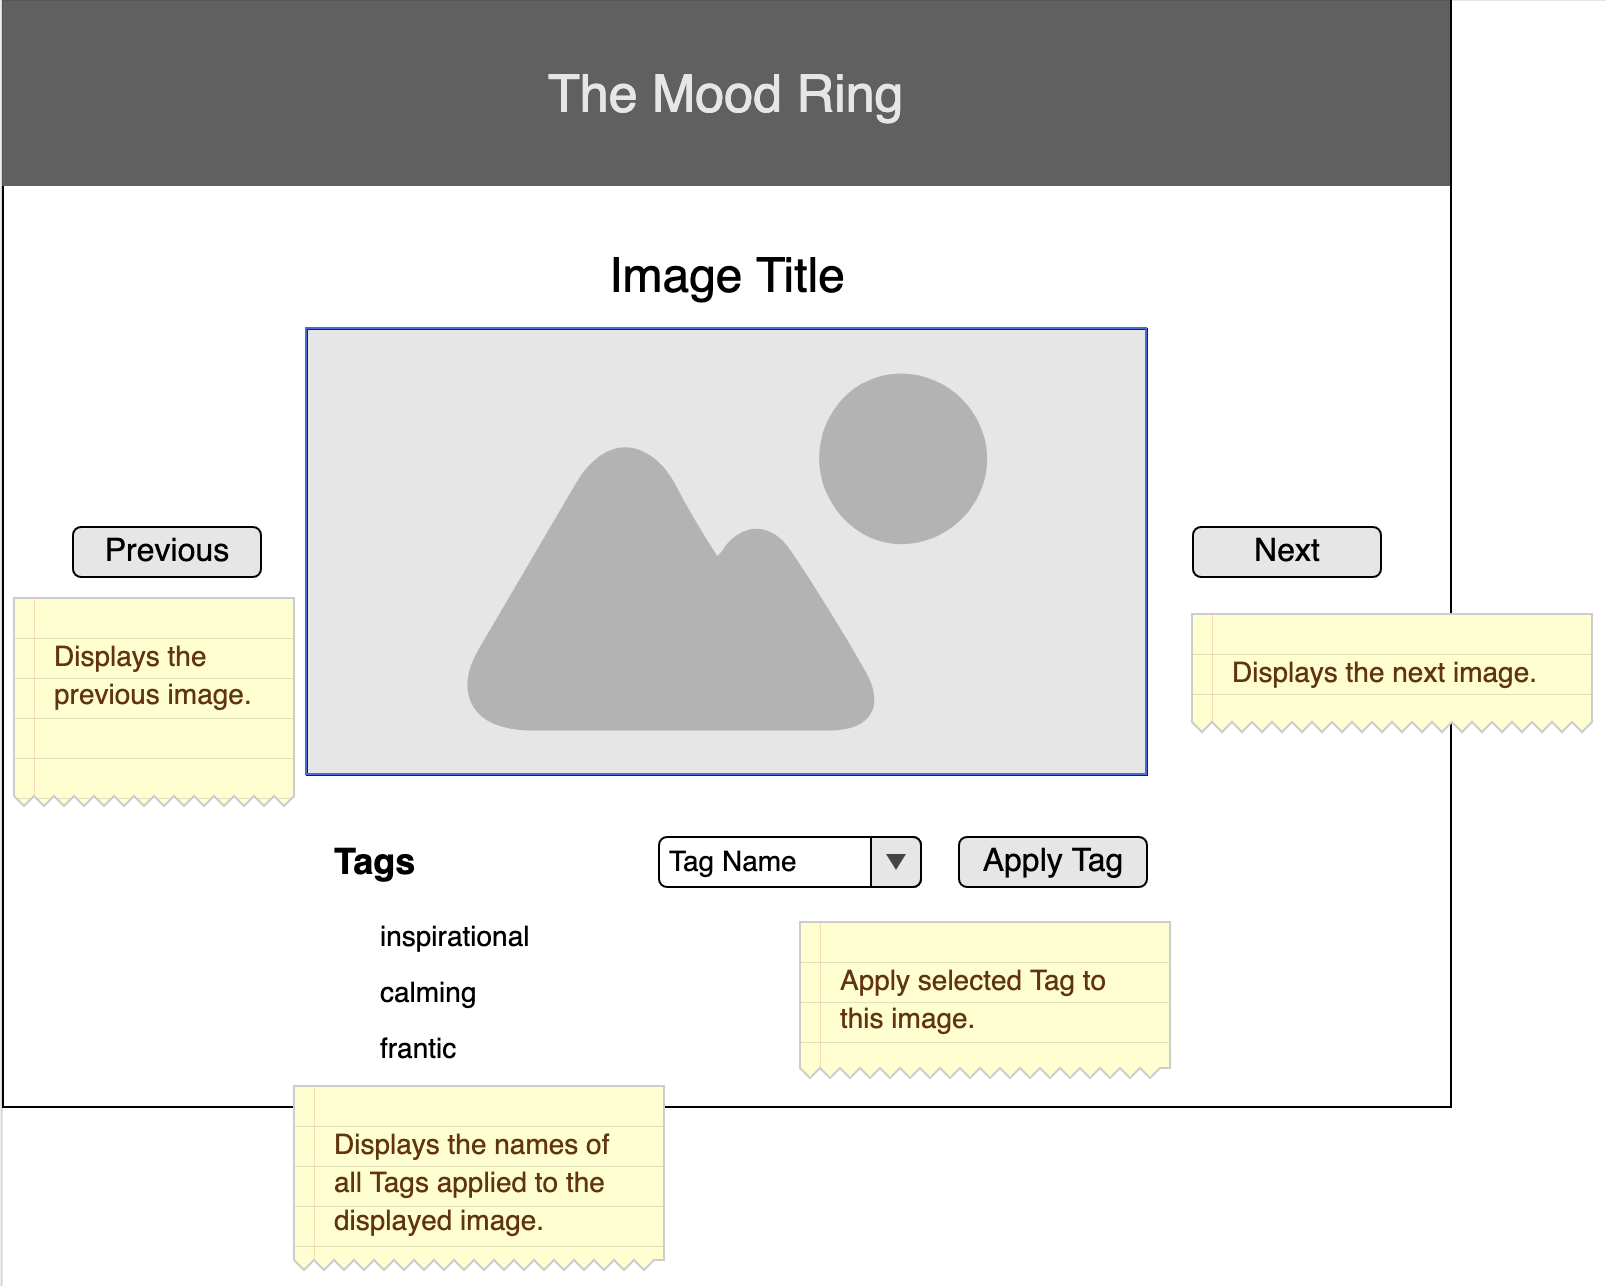 The Mood Ring
Image Title
Previous
Next
Displays the
previous image.
Displays the next image.
Tags
Tag Name
Apply Tag
inspirational
calming
frantic
Apply selected Tag to
this image.
Displays the names of
all Tags applied to the
displayed image.